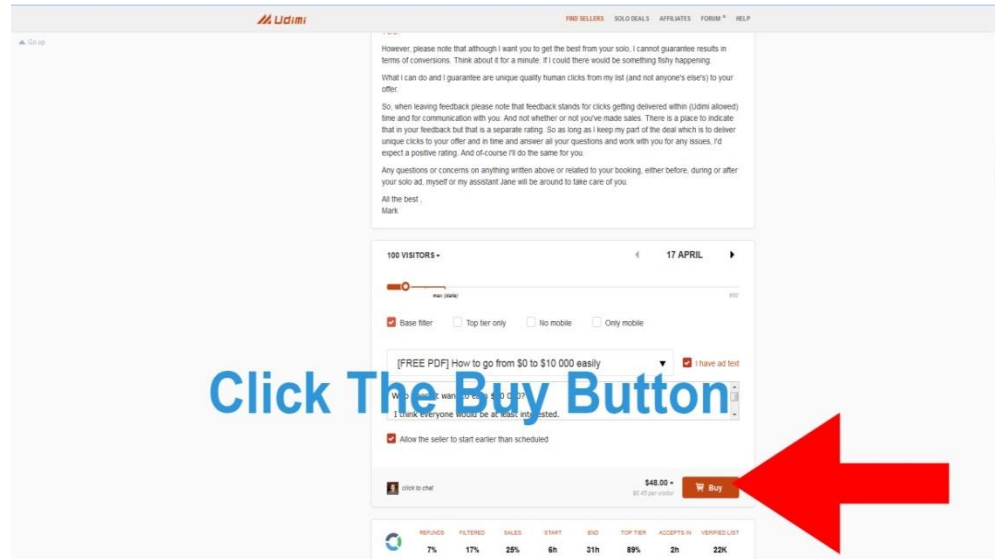 Udimi
FIND SELLERS SOLO DEALS AFFILIATES FORUM HELP
Go up
However, please note that although I want you to get the best from your solo, I cannot guarantee results in
terms of conversions. Think about it for a minute. If I could there would be something fishy happening.
What I can do and I guarantee are unique quality human clicks from my list (and not anyone's else's) to your
offer.
So, when leaving feedback please note that feedback stands for clicks getting delivered within (Udimi allowed)
time and for communication with you. And not whether or not you've made sales. There is a place to indicate
that in your feedback but that is a separate rating. So as long as I keep my part of the deal which is to deliver
unique clicks to your offer and in time and answer all your questions and work with you for any issues, I'd
expect a positive rating. And of-course I'll do the same for you.
Any questions or concerns on anything written above or related to your booking, either before, during or after
your solo ad, myself or my assistant Jane will be around to take care of you.
All the best ,
Mark
100 VISITORS
17 APRIL
max (date)
Base filter Top tier only No mobile Only mobile
[FREE PDF] How to go from $0 to $10 000 easily
I have ad text
Click The Buy Button
I think everyone would be at least interested.
Allow the seller to start earlier than scheduled
click to chat
$48.00
per visitor
Buy
REFUNDS FILTERED SALES START END TOP TIER ACCEPTS IN VERIFIED LIST
7% 17% 25% 6h 31h 89% 2h 22K